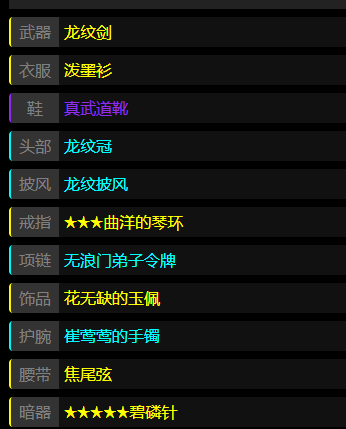 武器 龙纹剑
衣服 泼墨衫
鞋 真武道靴
头部 龙纹冠
披风 龙纹披风
戒指 ★★★曲洋的琴环
项链 无浪门弟子令牌
饰品 花无缺的玉佩
护腕 崔莺莺的手镯
腰带 焦尾弦
暗器 ★★★★★碧磷针